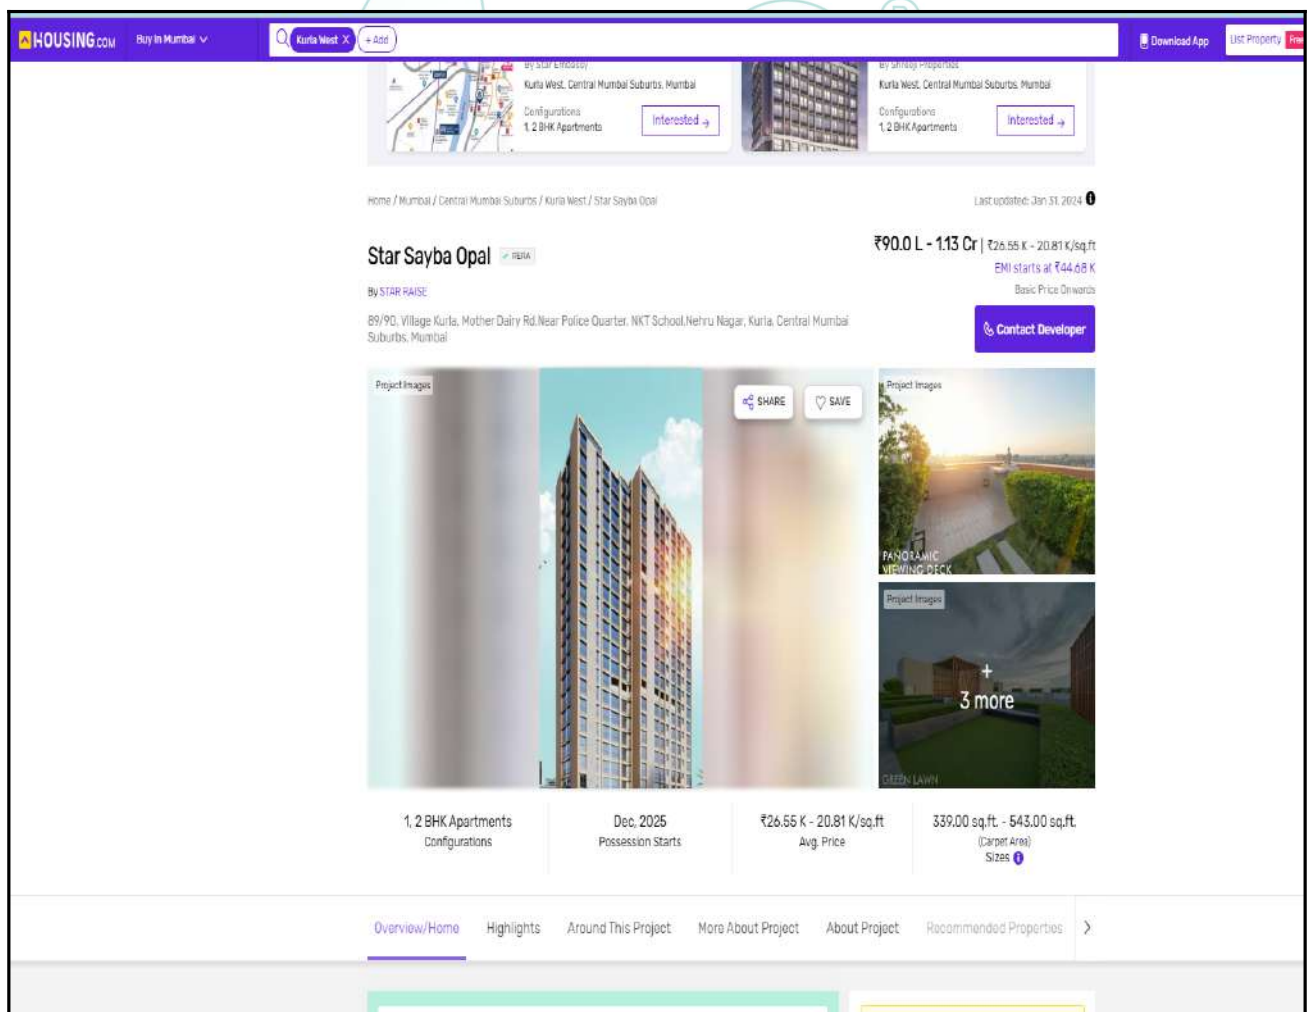 HOUSING.COM
Buy in Mumbai
Kurla West X
+ Add
Download App
List Property
By Star Embassy
Kurla West, Central Mumbai Suburbs, Mumbai
Configurations
1, 2 BHK Apartments
Interested →
By Shreeji Properties
Kurla West, Central Mumbai Suburbs, Mumbai
Configurations
1, 2 BHK Apartments
Interested →
Home / Mumbai / Central Mumbai Suburbs / Kurla West / Star Sayba Opal
Last updated: Jan 31, 2024
Star Sayba Opal
RERA
₹90.0 L - 1.13 Cr | ₹26.55 K - 20.81 K/sq.ft
EMI starts at ₹44.68 K
By STAR RAISE
Basic Price Onwards
89/90, Village Kurla, Mother Dairy Rd,Near Police Quarter, NKT School,Nehru Nagar, Kurla, Central Mumbai
Suburbs, Mumbai
Contact Developer
Project Images
SHARE
SAVE
Project Images
PANORAMIC
VIEWING DECK
Project Images
+
3 more
GREEN LAWN
1, 2 BHK Apartments
Configurations
Dec, 2025
Possession Starts
₹26.55 K - 20.81 K/sq.ft
Avg. Price
339.00 sq.ft. - 543.00 sq.ft.
(Carpet Area)
Sizes
Overview/Home
Highlights
Around This Project
More About Project
About Project
Recommended Properties